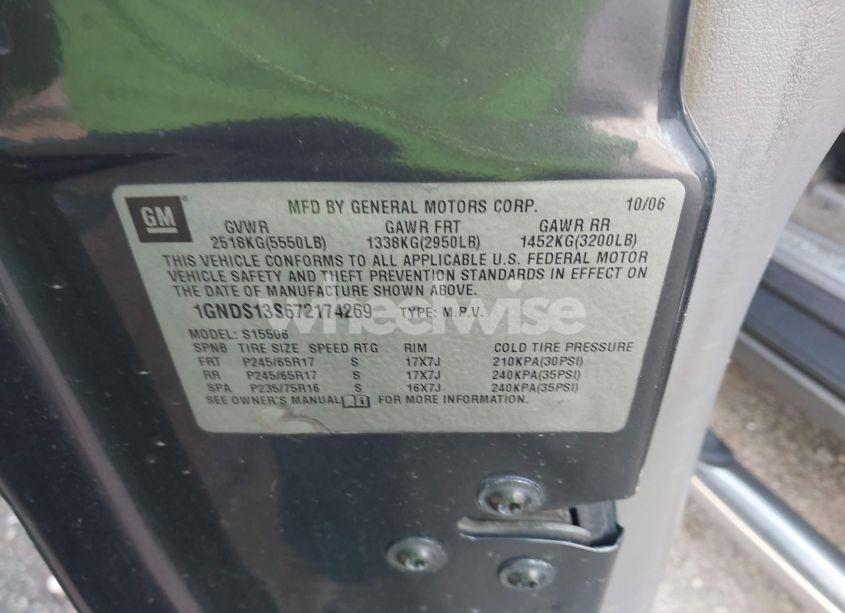 GM
MFD BY GENERAL MOTORS CORP. 10/06
GVWR GAWR FRT GAWR RR
2518KG(5550LB) 1338KG(2950LB) 1452KG(3200LB)
THIS VEHICLE CONFORMS TO ALL APPLICABLE U.S. FEDERAL MOTOR
VEHICLE SAFETY AND THEFT PREVENTION STANDARDS IN EFFECT ON
THE DATE OF MANUFACTURE SHOWN ABOVE.
1GNDS13S672174269 TYPE: M.P.V.
MODEL: S15506
SPNB TIRE SIZE SPEED RTG RIM COLD TIRE PRESSURE
FRT P245/65R17 S 17X7J 210KPA(30PSI)
RR P245/65R17 S 17X7J 240KPA(35PSI)
SPA P235/75R16 S 16X7J 240KPA(35PSI)
SEE OWNER'S MANUAL FOR MORE INFORMATION.
wheelwise